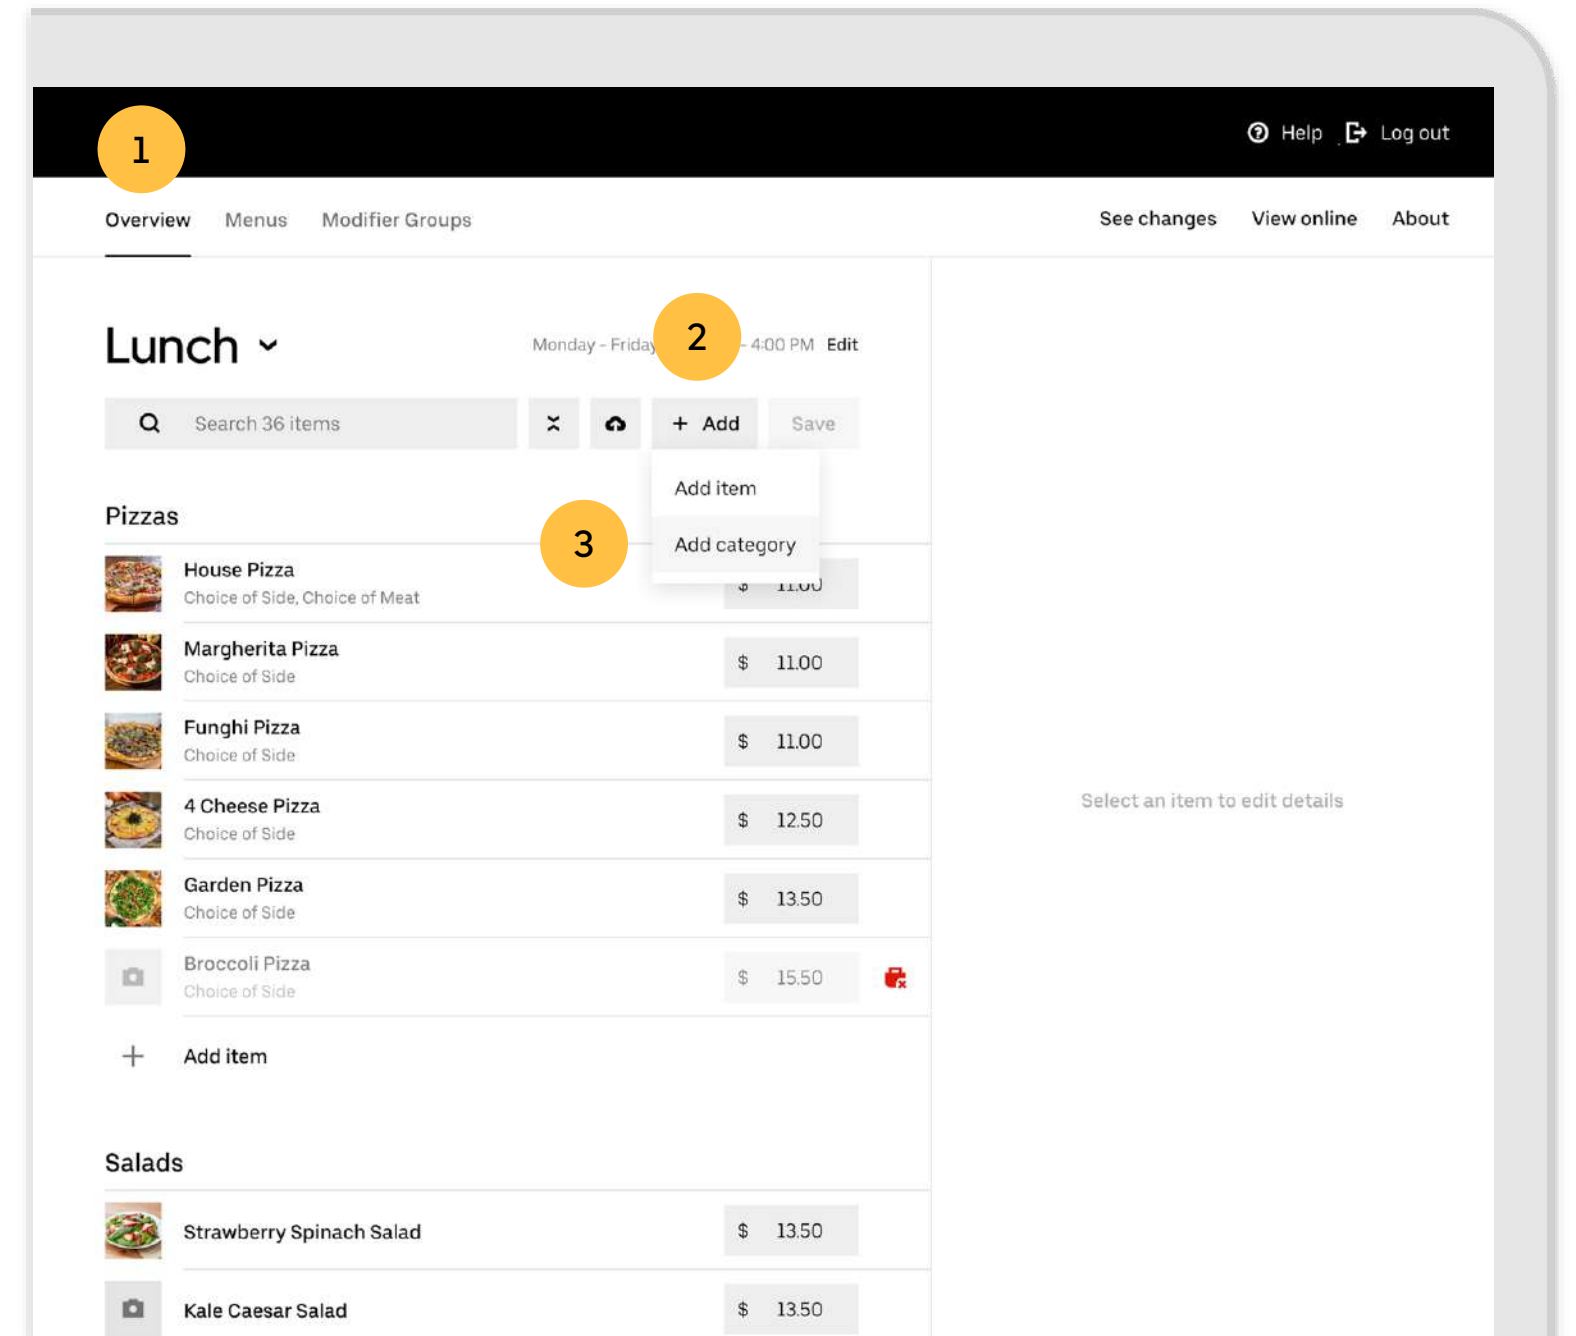 1
Help
Log out
Overview
Menus
Modifier Groups
See changes
View online
About
Lunch
Monday - Friday
2
- 4:00 PM
Edit
Search 36 items
+ Add
Save
Add item
Add category
3
Pizzas
House Pizza
Choice of Side, Choice of Meat
$ 11.00
Margherita Pizza
Choice of Side
$ 11.00
Funghi Pizza
Choice of Side
$ 11.00
4 Cheese Pizza
Choice of Side
$ 12.50
Garden Pizza
Choice of Side
$ 13.50
Broccoli Pizza
Choice of Side
$ 15.50
+ Add item
Select an item to edit details
Salads
Strawberry Spinach Salad
$ 13.50
Kale Caesar Salad
$ 13.50